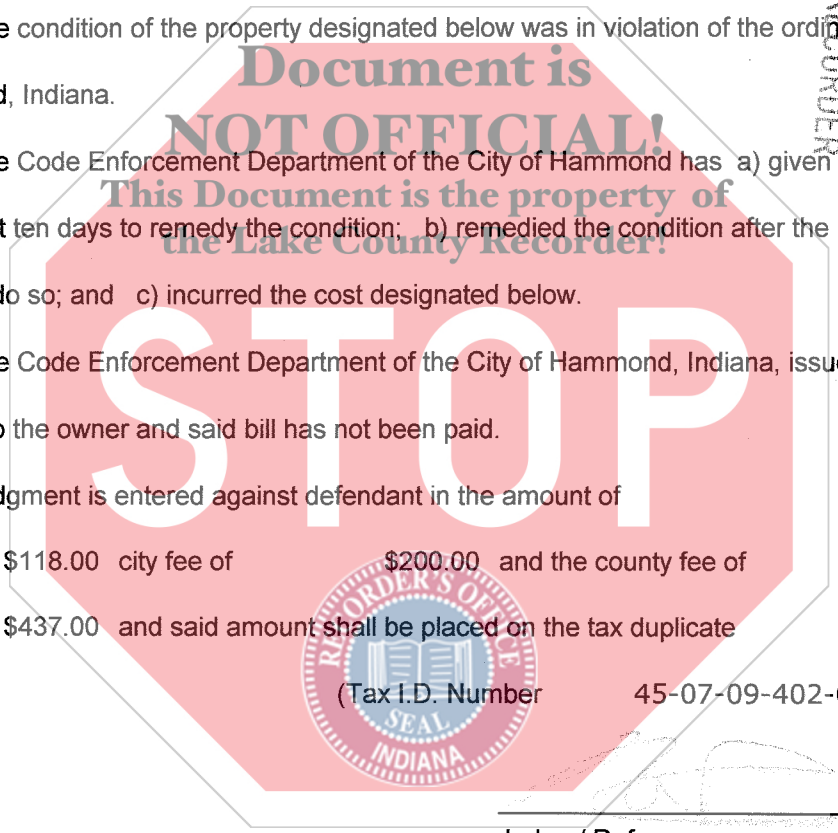 e condition of the property designated below was in violation of the ordin
Document is
d, Indiana.
NOT OFFICIAL!
e Code Enforcement Department of the City of Hammond has a) given
This Document is the property of
t ten days to remedy the condition; b) remedied the condition after the
the Lake County Recorder!
do so; and c) incurred the cost designated below.
STOP
e Code Enforcement Department of the City of Hammond, Indiana, issu
o the owner and said bill has not been paid.
dgment is entered against defendant in the amount of
$118.00 city fee of $200.00 and the county fee of
$437.00 and said amount shall be placed on the tax duplicate
(Tax I.D. Number 45-07-09-402-
RECORDER'S OFFICE
SEAL
INDIANA